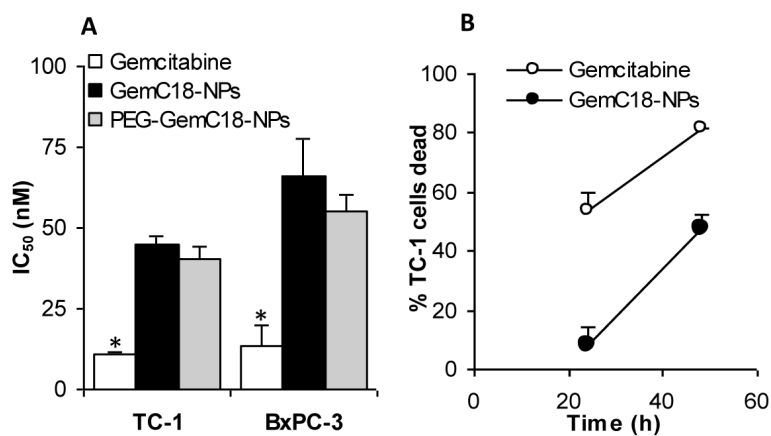 A
IC50 (nM)
100
75
50
25
0
Gemcitabine
GemC18-NPs
PEG-GemC18-NPs
*
*
TC-1
BxPC-3
B
% TC-1 cells dead
100
80
60
40
20
0
Gemcitabine
GemC18-NPs
0
20
40
60
Time (h)